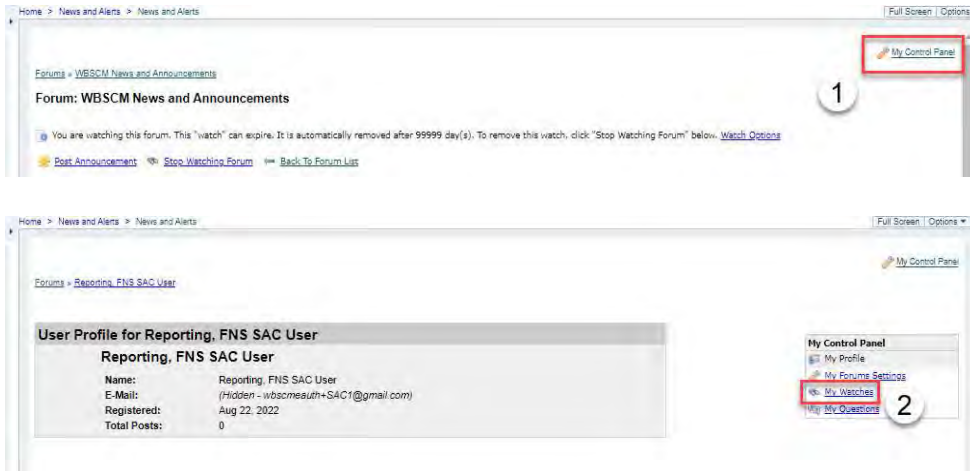 Home > News and Alerts > News and Alerts
Full Screen | Options
My Control Panel
1
Forums » WBSCM News and Announcements
Forum: WBSCM News and Announcements
You are watching this forum. This "watch" can expire. It is automatically removed after 99999 day(s). To remove this watch, click "Stop Watching Forum" below. Watch Options
Post Announcement Stop Watching Forum Back To Forum List
Home > News and Alerts > News and Alerts
Full Screen | Options
My Control Panel
Forums » Reporting, FNS SAC User
User Profile for Reporting, FNS SAC User
Reporting, FNS SAC User
Name: Reporting, FNS SAC User
E-Mail: (Hidden - wbscmeauth+SAC1@gmail.com)
Registered: Aug 22, 2022
Total Posts: 0
My Control Panel
My Profile
My Forums Settings
My Watches
My Questions
2